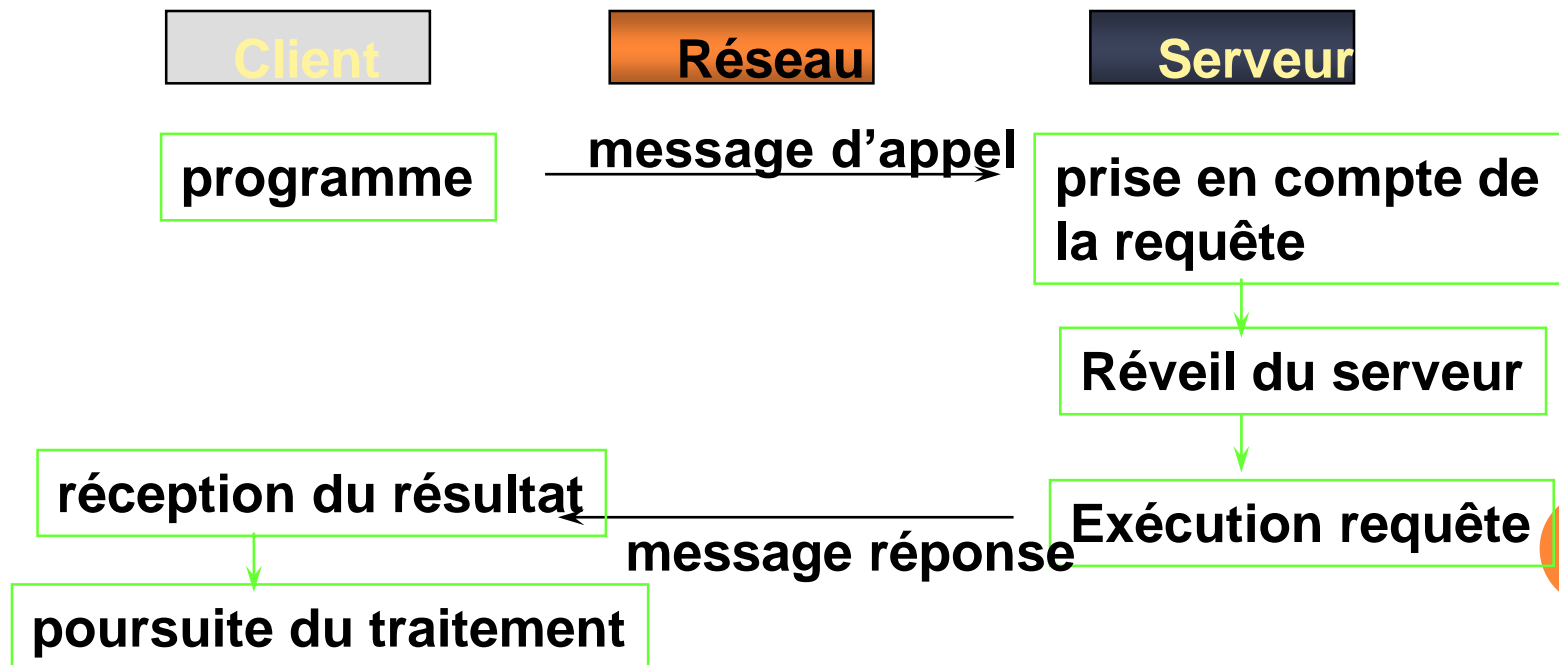 Client
Réseau
Serveur
programme
message d’appel
prise en compte de
la requête
Réveil du serveur
réception du résultat
message réponse
Exécution requête
poursuite du traitement